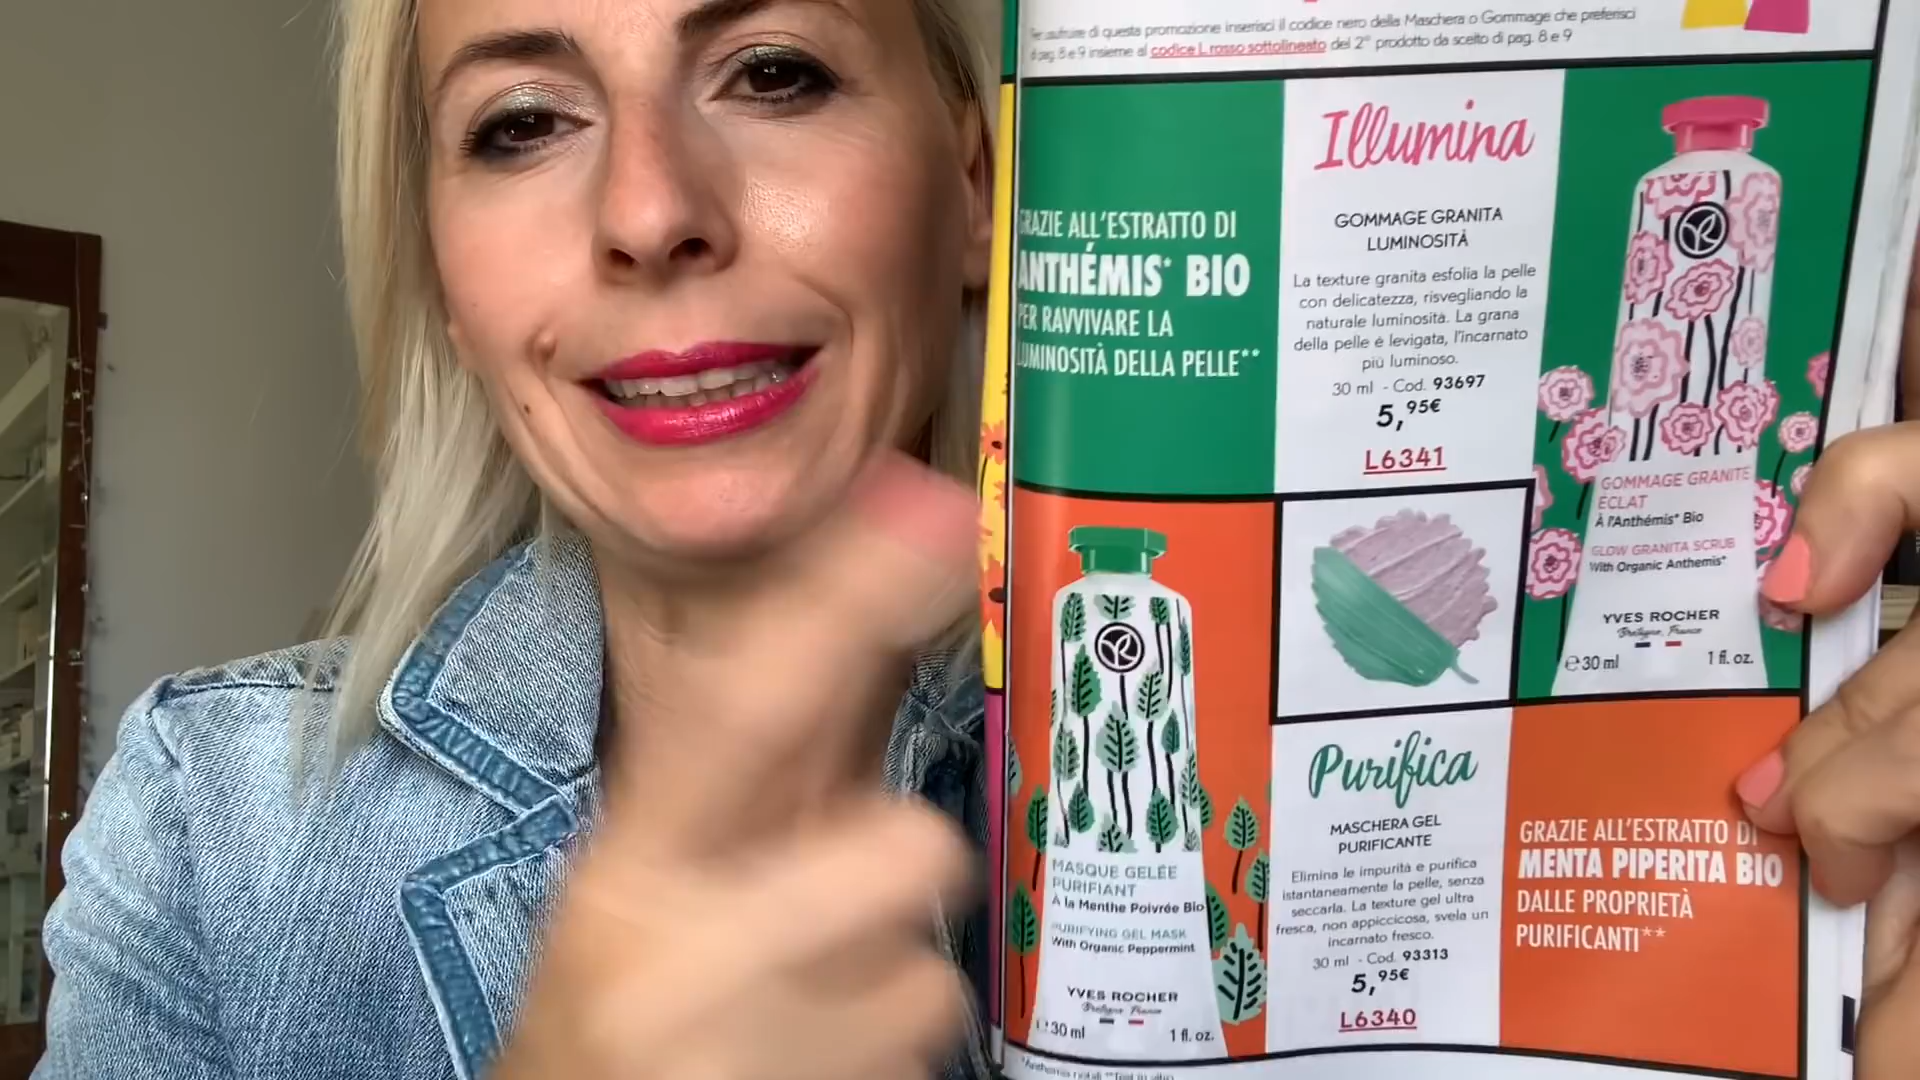 di questa promozione inserisci il codice nero della Maschera o Gommage che preferisci
pag. 8 e 9 insieme al codice L rosso sottolineato del 2° prodotto da scelto di pag. 8 e 9
GRAZIE ALL'ESTRATTO DI
ANTHÉMIS* BIO
PER RAVVIVARE LA
LUMINOSITÀ DELLA PELLE**
Illumina
GOMMAGE GRANITA
LUMINOSITÀ
La texture granita esfolia la pelle
con delicatezza, risvegliando la
naturale luminosità. La grana
della pelle é levigata, l'incarnato
più luminoso.
30 ml - Cod. 93697
5,95€
L6341
GOMMAGE GRANITE
ÉCLAT
À l'Anthémis* Bio
GLOW GRANITA SCRUB
With Organic Anthemis*
YVES ROCHER
Bretagne, France
℮30 ml 1 fl. oz.
MASQUE GELÉE
PURIFIANT
À la Menthe Poivrée Bio
PURIFYING GEL MASK
With Organic Peppermint
YVES ROCHER
Bretagne France
30 ml 1 fl. oz.
Purifica
MASCHERA GEL
PURIFICANTE
Elimina le impurità e purifica
istantaneamente la pelle, senza
seccarla. La texture gel ultra
fresca, non appiccicosa, svela un
incarnato fresco.
30 ml - Cod. 93313
5,95€
L6340
GRAZIE ALL'ESTRATTO DI
MENTA PIPERITA BIO
DALLE PROPRIETÀ
PURIFICANTI**